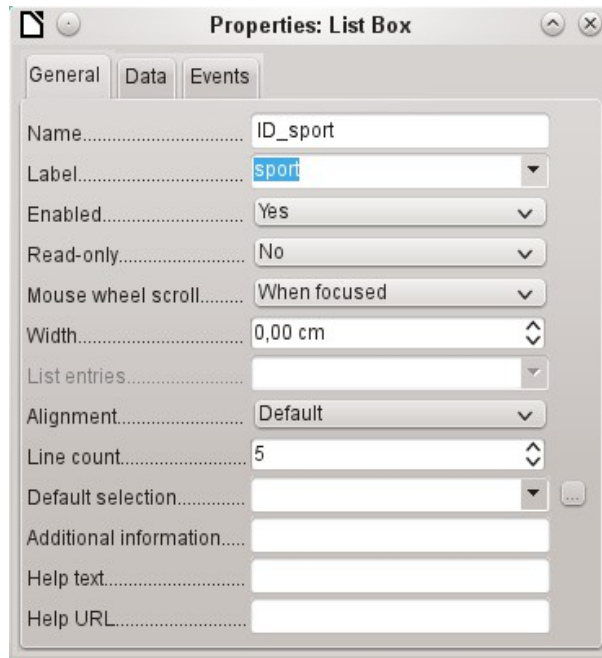 Properties: List Box
General Data Events
Name.............................. ID_sport
Label.............................. sport
Enabled.......................... Yes
Read-only....................... No
Mouse wheel scroll......... When focused
Width.............................. 0,00 cm
List entries......................
Alignment....................... Default
Line count....................... 5
Default selection.............
...
Additional information.....
Help text.........................
Help URL........................